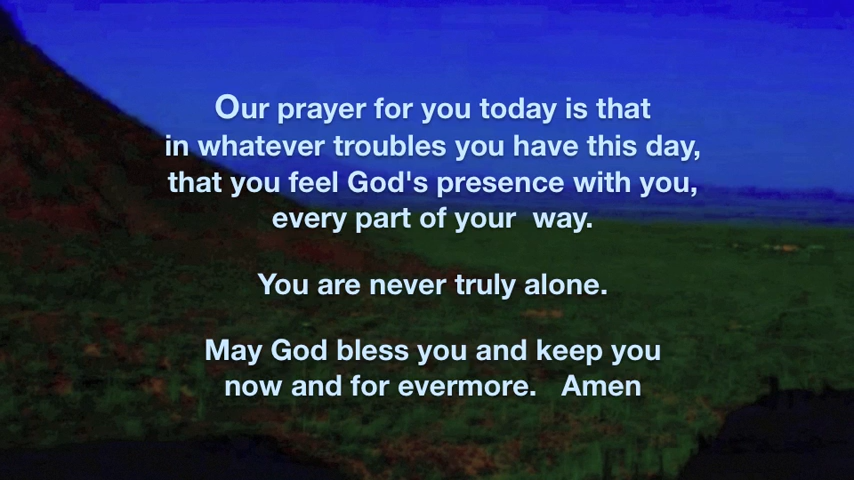 Our prayer for you today is that
in whatever troubles you have this day,
that you feel God's presence with you,
every part of your  way.
You are never truly alone.
May God bless you and keep you
now and for evermore.   Amen